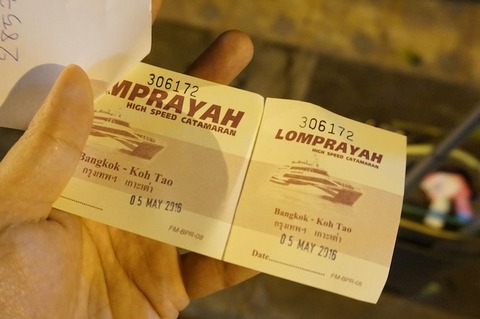 306172
LOMPRAYAH
HIGH SPEED CATAMARAN
Bangkok - Koh Tao
กรุงเทพฯ เกาะเต่า
05 MAY 2016
FM-BPR-08
306172
LOMPRAYAH
HIGH SPEED CATAMARAN
Bangkok - Koh Tao
กรุงเทพฯ เกาะเต่า
05 MAY 2016
Date....................
FM-BPR-08